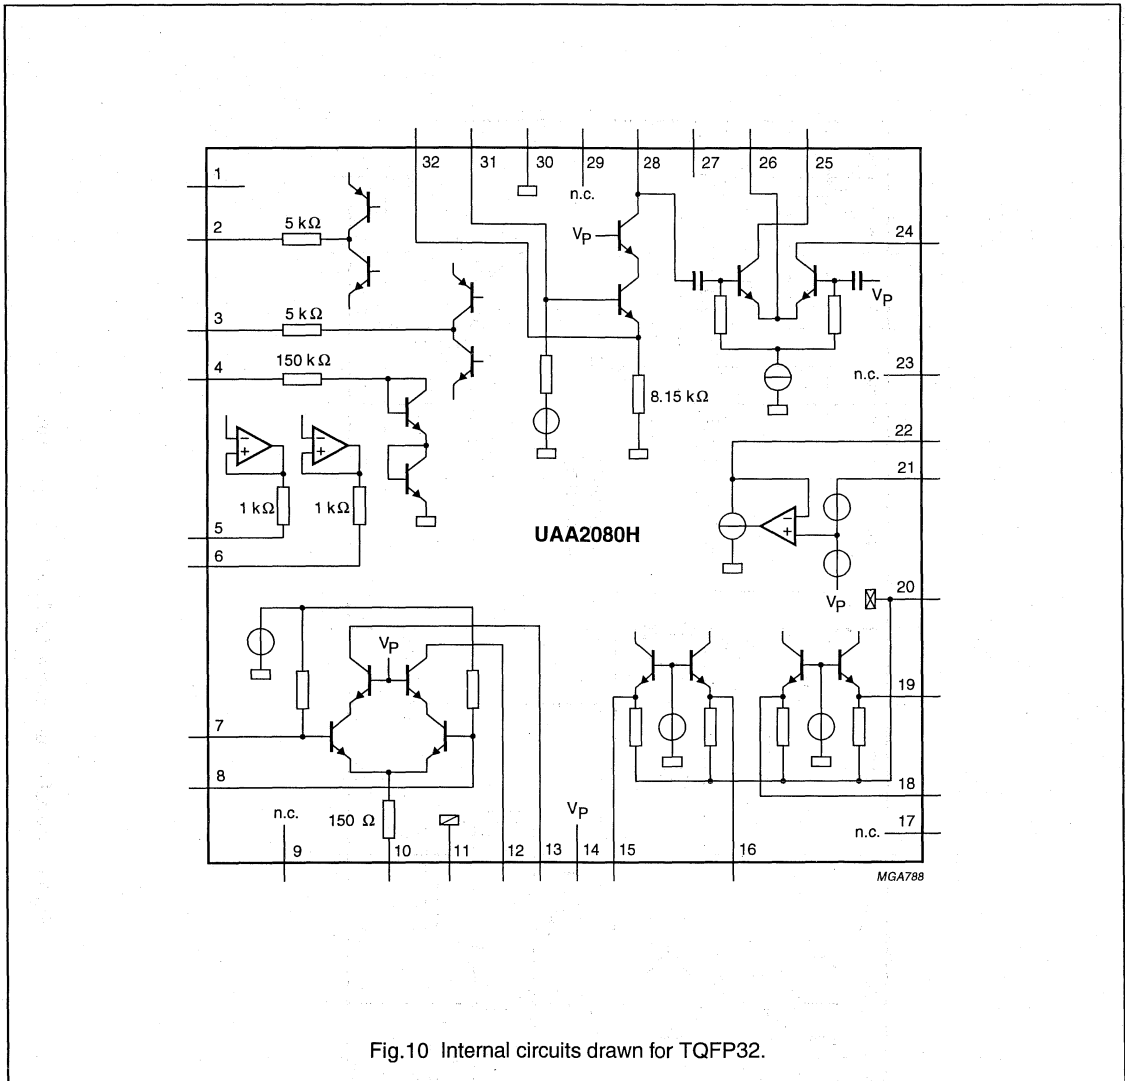 32 31 30 29 28 27 26 25
1
n.c.
2 5 kΩ
VP
24
VP
3 5 kΩ
4 150 kΩ
n.c. 23
8.15 kΩ
22
21
1 kΩ 1 kΩ
5
UAA2080H
6
20
VP
VP
19
7
8
18
n.c.
150 Ω
VP
17
n.c.
9 10 11 12 13 14 15 16
MGA788
Fig.10 Internal circuits drawn for TQFP32.